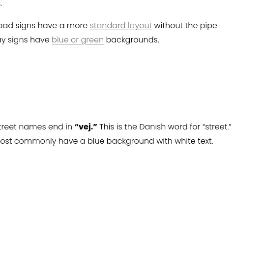 oad signs have a more standard layout without the pipe
ay signs have blue or green backgrounds.
treet names end in "vej." This is the Danish word for "street."
ost commonly have a blue background with white text.